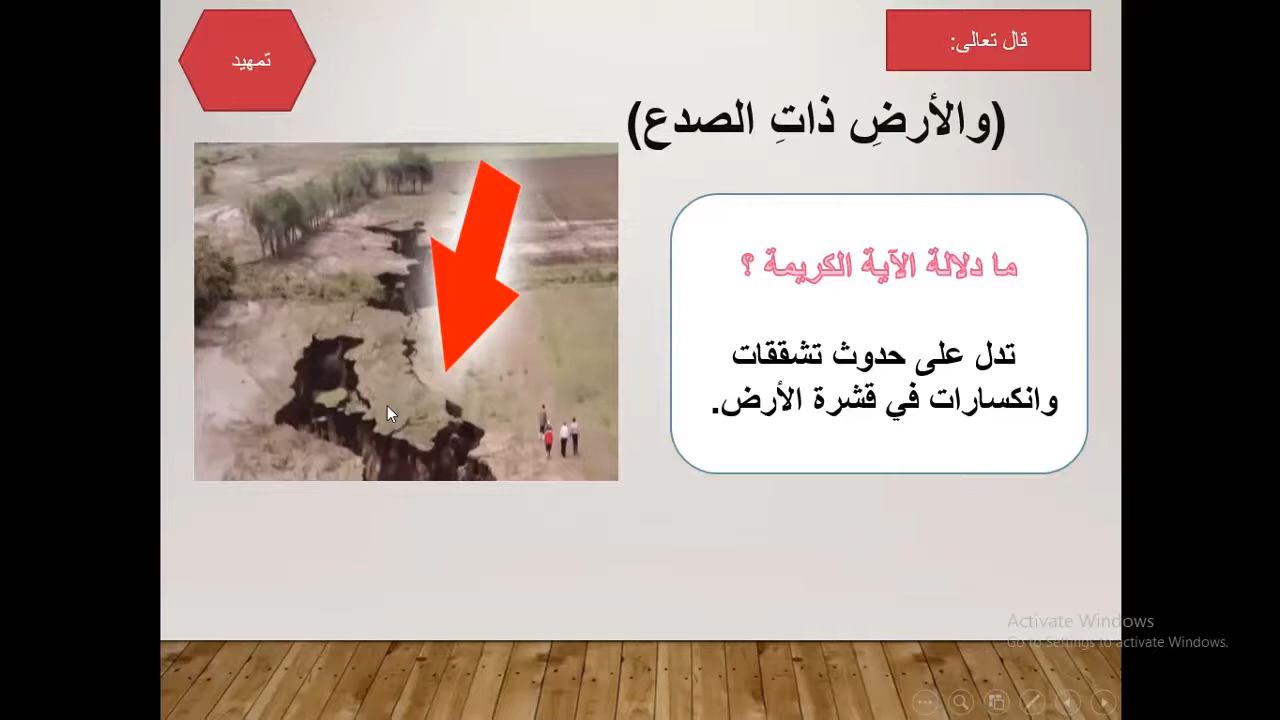 قال تعالى:
تمهيد
(والأرضِ ذاتِ الصدع)
ما دلالة الآية الكريمة ؟
تدل على حدوث تشققات
وانكسارات في قشرة الأرض.
Activate Windows
Go to Settings to activate Windows.